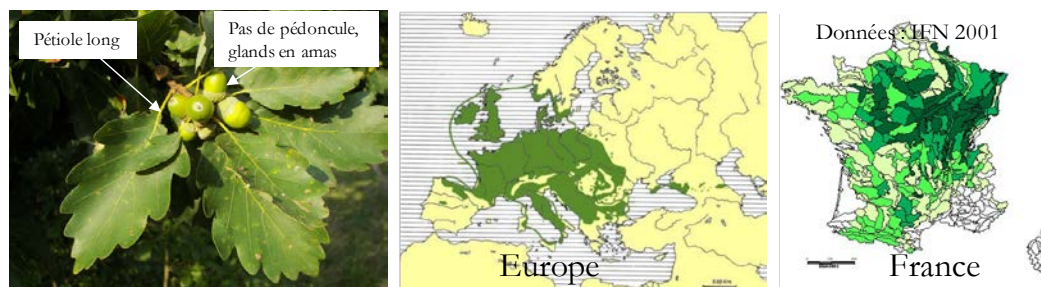 Pétiole long
Pas de pédoncule,
glands en amas
Europe
Données : IFN 2001
France